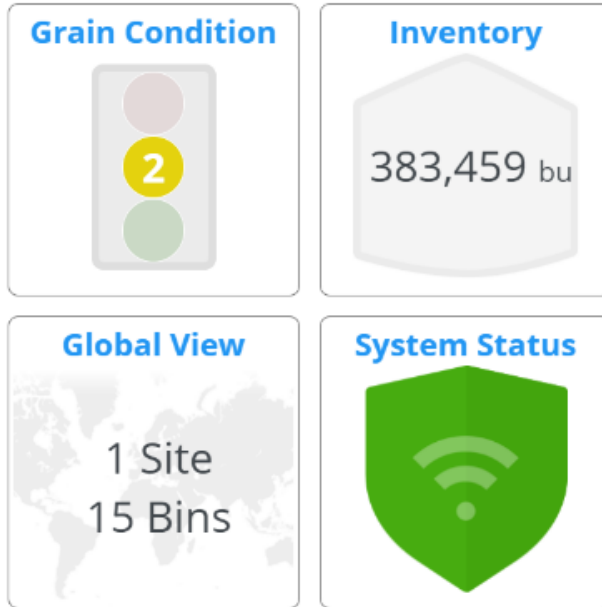 Grain Condition
2
Inventory
383,459 bu
Global View
1 Site
15 Bins
System Status